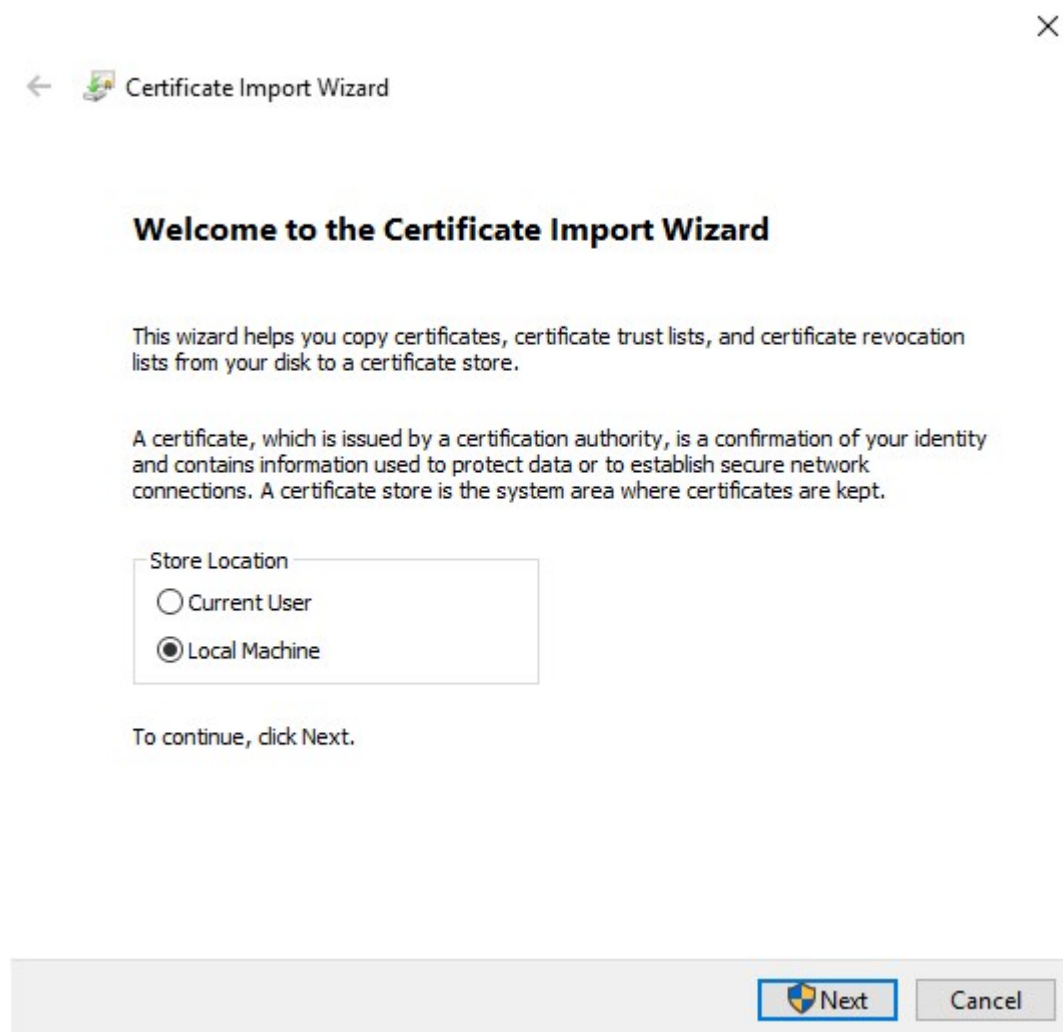 Certificate Import Wizard
Welcome to the Certificate Import Wizard
This wizard helps you copy certificates, certificate trust lists, and certificate revocation
lists from your disk to a certificate store.
A certificate, which is issued by a certification authority, is a confirmation of your identity
and contains information used to protect data or to establish secure network
connections. A certificate store is the system area where certificates are kept.
Store Location
Current User
Local Machine
To continue, click Next.
Next
Cancel